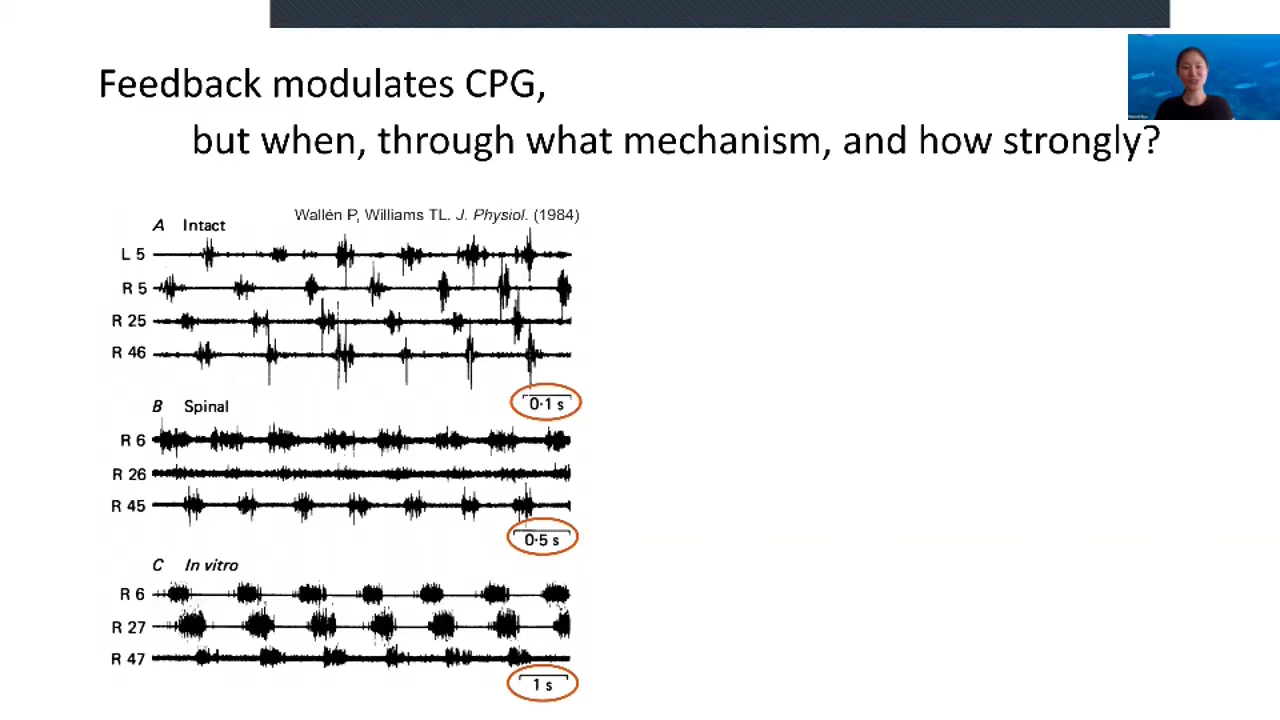 Feedback modulates CPG,
but when, through what mechanism, and how strongly?
Wallén P, Williams TL. J. Physiol. (1984)
A Intact
L 5
R 5
R 25
R 46
0·1 s
B Spinal
R 6
R 26
R 45
0·5 s
C In vitro
R 6
R 27
R 47
1 s